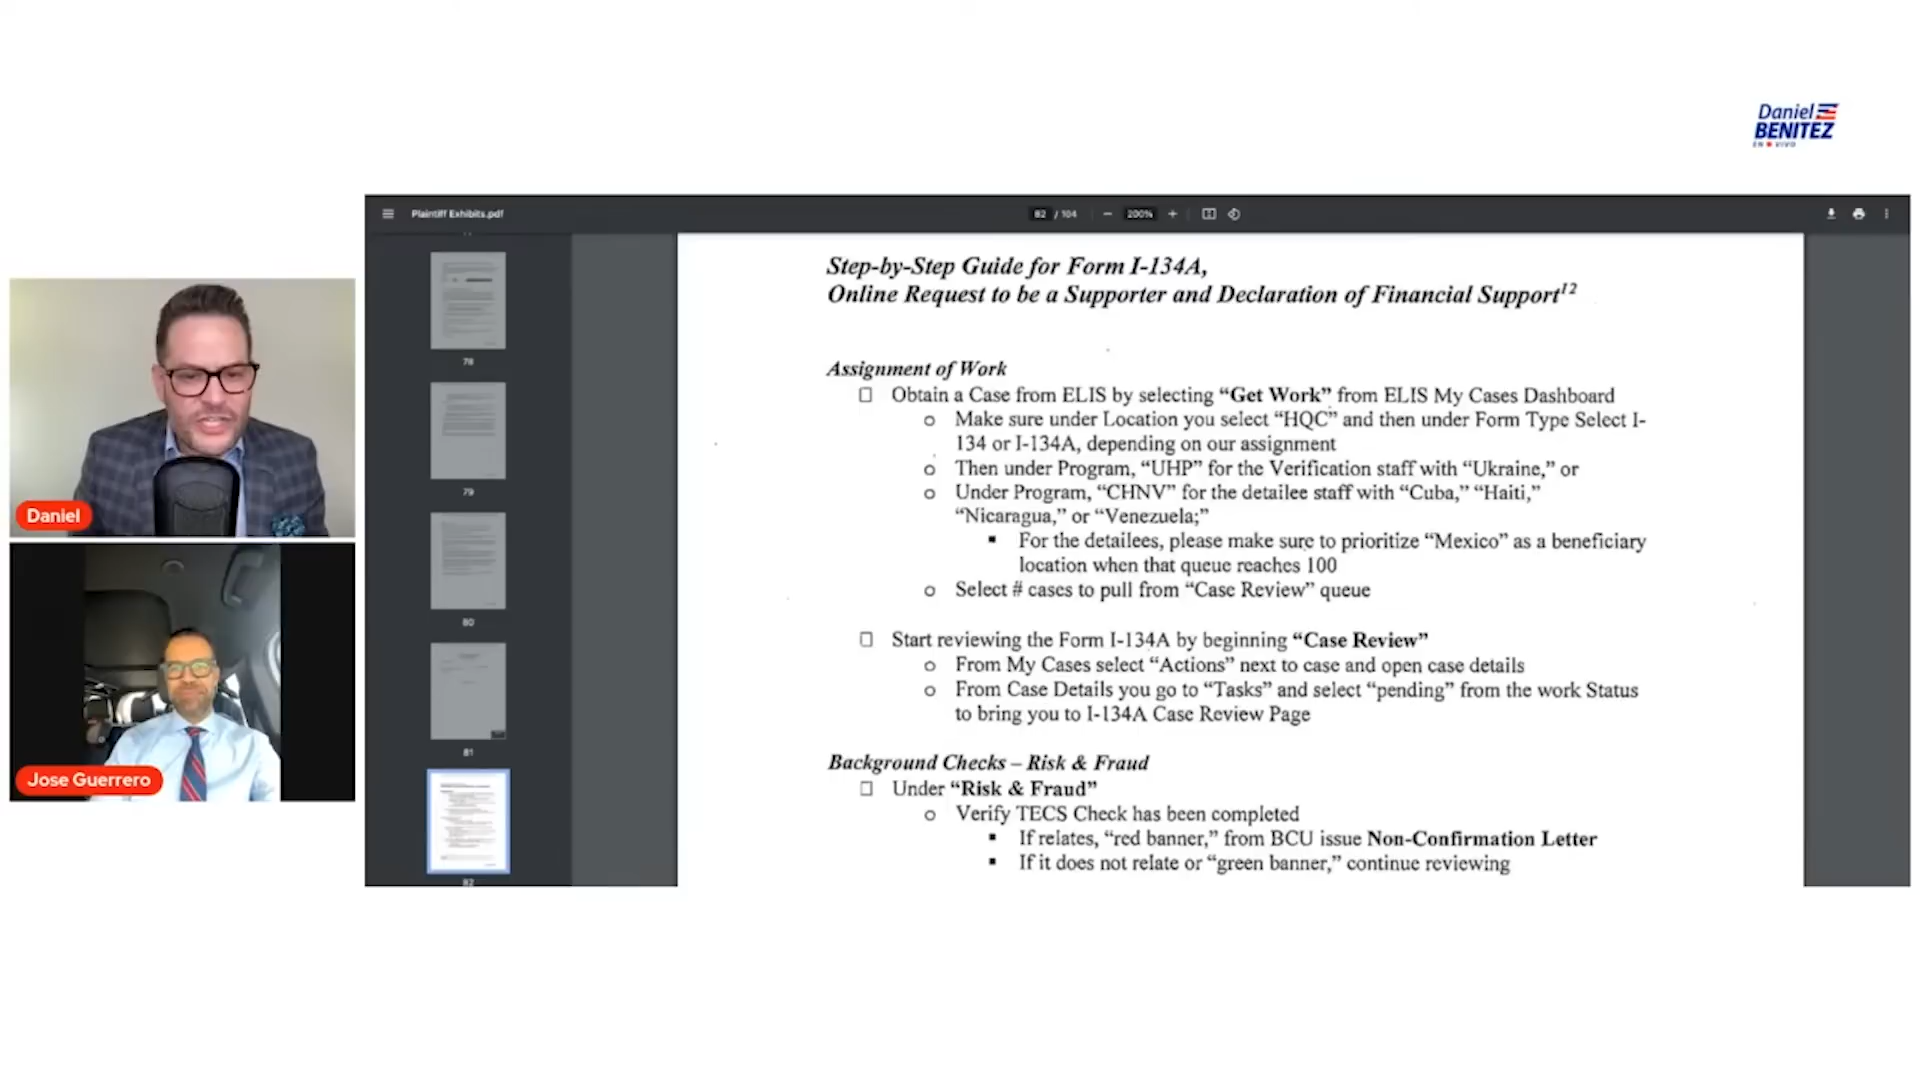 Daniel
BENITEZ
EN VIVO
Plaintiff Exhibits.pdf
82 / 104
200%
78
79
80
81
82
Daniel
Jose Guerrero
Step-by-Step Guide for Form I-134A,
Online Request to be a Supporter and Declaration of Financial Support12
Assignment of Work
Obtain a Case from ELIS by selecting “Get Work” from ELIS My Cases Dashboard
Make sure under Location you select “HQC” and then under Form Type Select I-
134 or I-134A, depending on our assignment
Then under Program, “UHP” for the Verification staff with “Ukraine,” or
Under Program, “CHNV” for the detailee staff with “Cuba,” “Haiti,”
“Nicaragua,” or “Venezuela;”
For the detailees, please make sure to prioritize “Mexico” as a beneficiary
location when that queue reaches 100
Select # cases to pull from “Case Review” queue
Start reviewing the Form I-134A by beginning “Case Review”
From My Cases select “Actions” next to case and open case details
From Case Details you go to “Tasks” and select “pending” from the work Status
to bring you to I-134A Case Review Page
Background Checks – Risk & Fraud
Under “Risk & Fraud”
Verify TECS Check has been completed
If relates, “red banner,” from BCU issue Non-Confirmation Letter
If it does not relate or “green banner,” continue reviewing